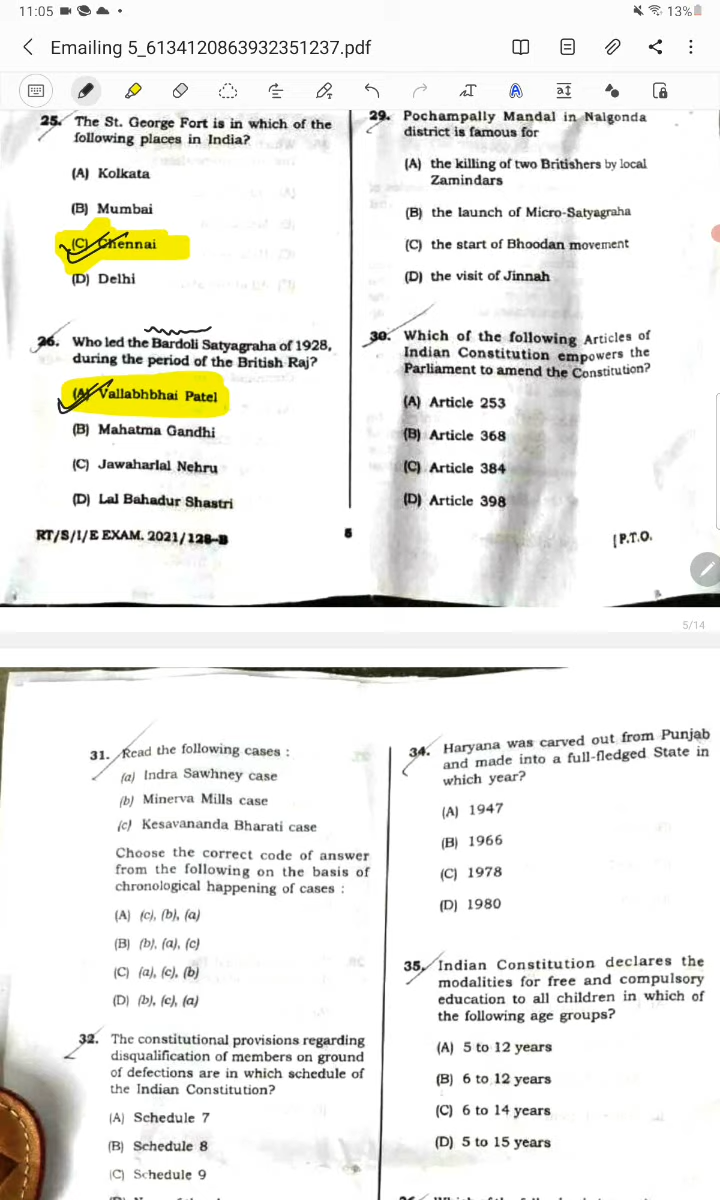 11:05
13%
Emailing 5_6134120863932351237.pdf
25. The St. George Fort is in which of the
following places in India?
(A) Kolkata
(B) Mumbai
(C) Chennai
(D) Delhi
26. Who led the Bardoli Satyagraha of 1928,
during the period of the British Raj?
(A) Vallabhbhai Patel
(B) Mahatma Gandhi
(C) Jawaharlal Nehru
(D) Lal Bahadur Shastri
29. Pochampally Mandal in Nalgonda
district is famous for
(A) the killing of two Britishers by local
Zamindars
(B) the launch of Micro-Satyagraha
(C) the start of Bhoodan movement
(D) the visit of Jinnah
30. Which of the following Articles of
Indian Constitution empowers the
Parliament to amend the Constitution?
(A) Article 253
(B) Article 368
(C) Article 384
(D) Article 398
RT/S/I/E EXAM. 2021/128-B
5
[P.T.O.
5/14
31. Read the following cases :
(a) Indra Sawhney case
(b) Minerva Mills case
(c) Kesavananda Bharati case
Choose the correct code of answer
from the following on the basis of
chronological happening of cases :
(A) (c), (b), (a)
(B) (b), (a), (c)
(C) (a), (c), (b)
(D) (b), (c), (a)
32. The constitutional provisions regarding
disqualification of members on ground
of defections are in which schedule of
the Indian Constitution?
(A) Schedule 7
(B) Schedule 8
(C) Schedule 9
34. Haryana was carved out from Punjab
and made into a full-fledged State in
which year?
(A) 1947
(B) 1966
(C) 1978
(D) 1980
35. Indian Constitution declares the
modalities for free and compulsory
education to all children in which of
the following age groups?
(A) 5 to 12 years
(B) 6 to 12 years
(C) 6 to 14 years
(D) 5 to 15 years